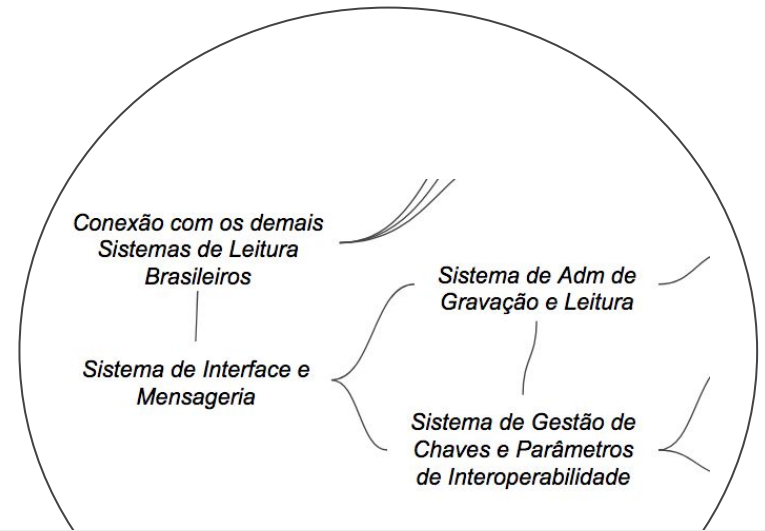 Conexão com os demais
Sistemas de Leitura
Brasileiros
Sistema de Adm de
Gravação e Leitura
Sistema de Interface e
Mensageria
Sistema de Gestão de
Chaves e Parâmetros
de Interoperabilidade